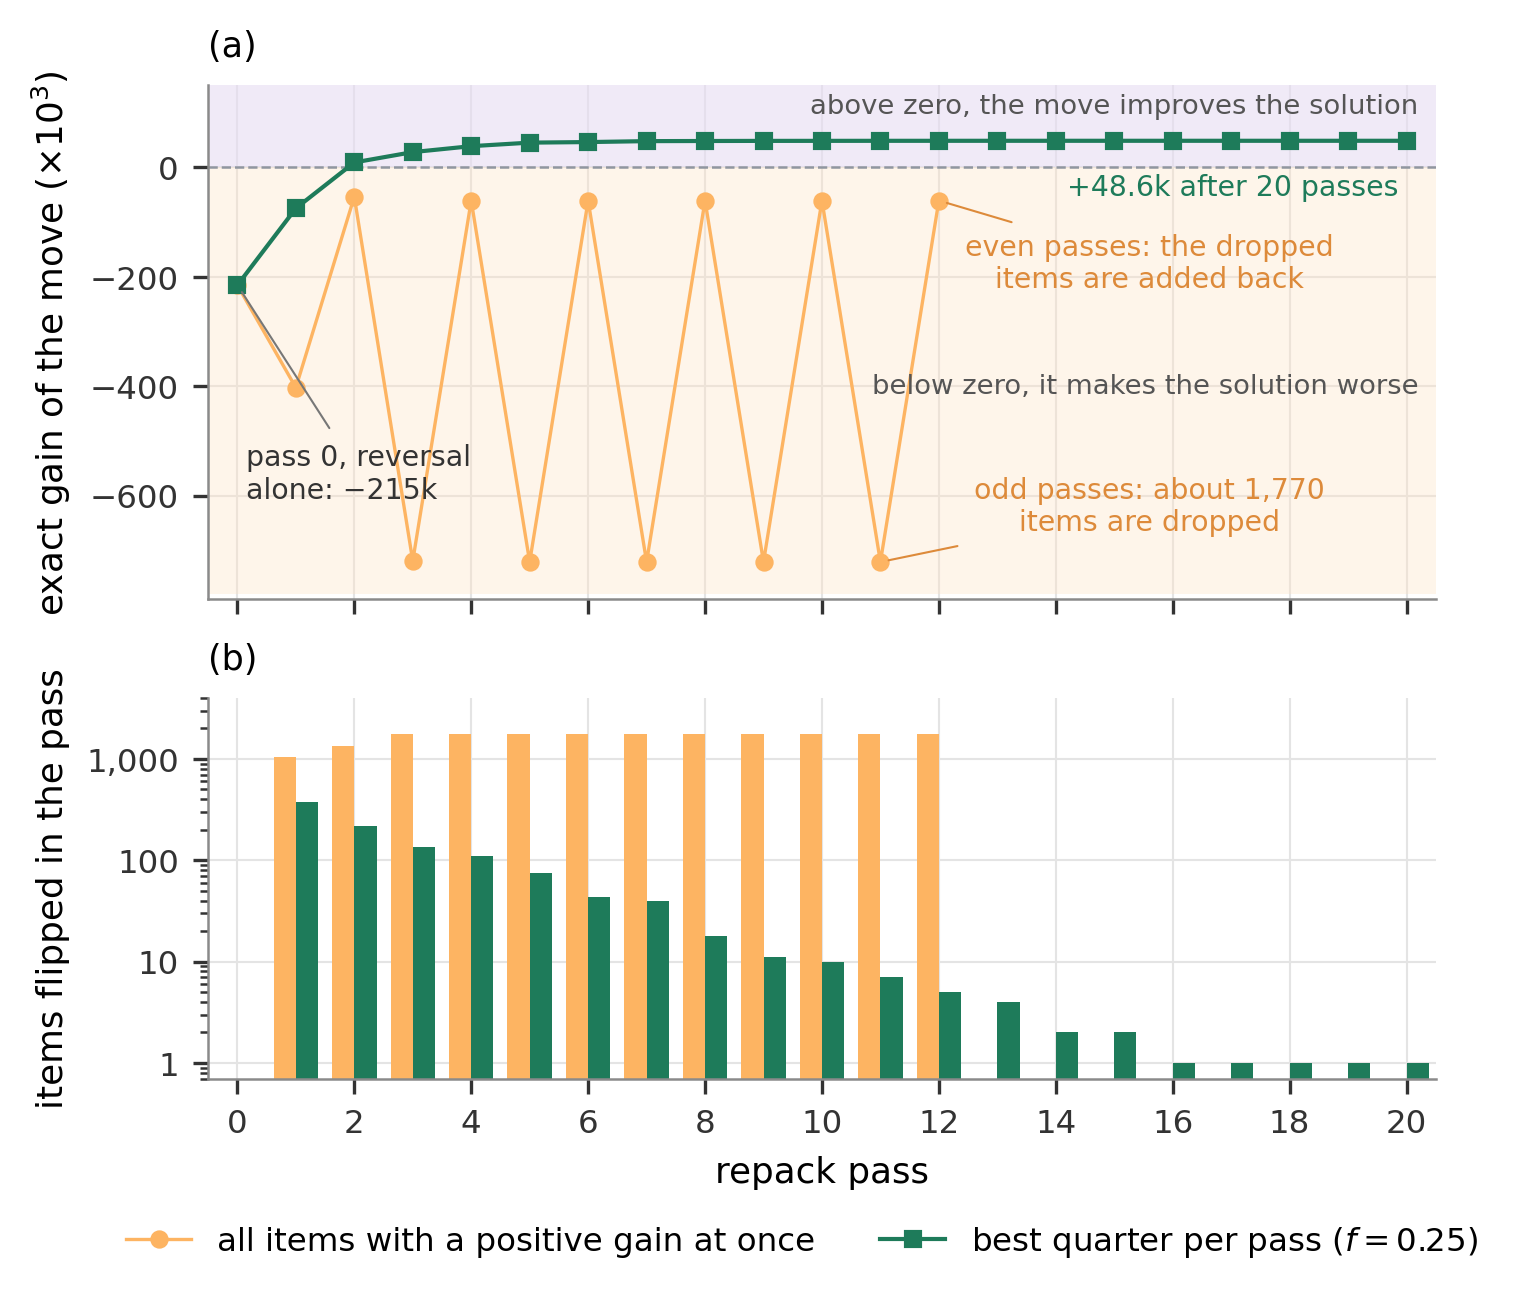 (a)
exact gain of the move (×10³)
0
−200
−400
−600
above zero, the move improves the solution
+48.6k after 20 passes
even passes: the dropped
items are added back
below zero, it makes the solution worse
pass 0, reversal
alone: −215k
odd passes: about 1,770
items are dropped
(b)
items flipped in the pass
1,000
100
10
1
0 2 4 6 8 10 12 14 16 18 20
repack pass
all items with a positive gain at once
best quarter per pass (f = 0.25)